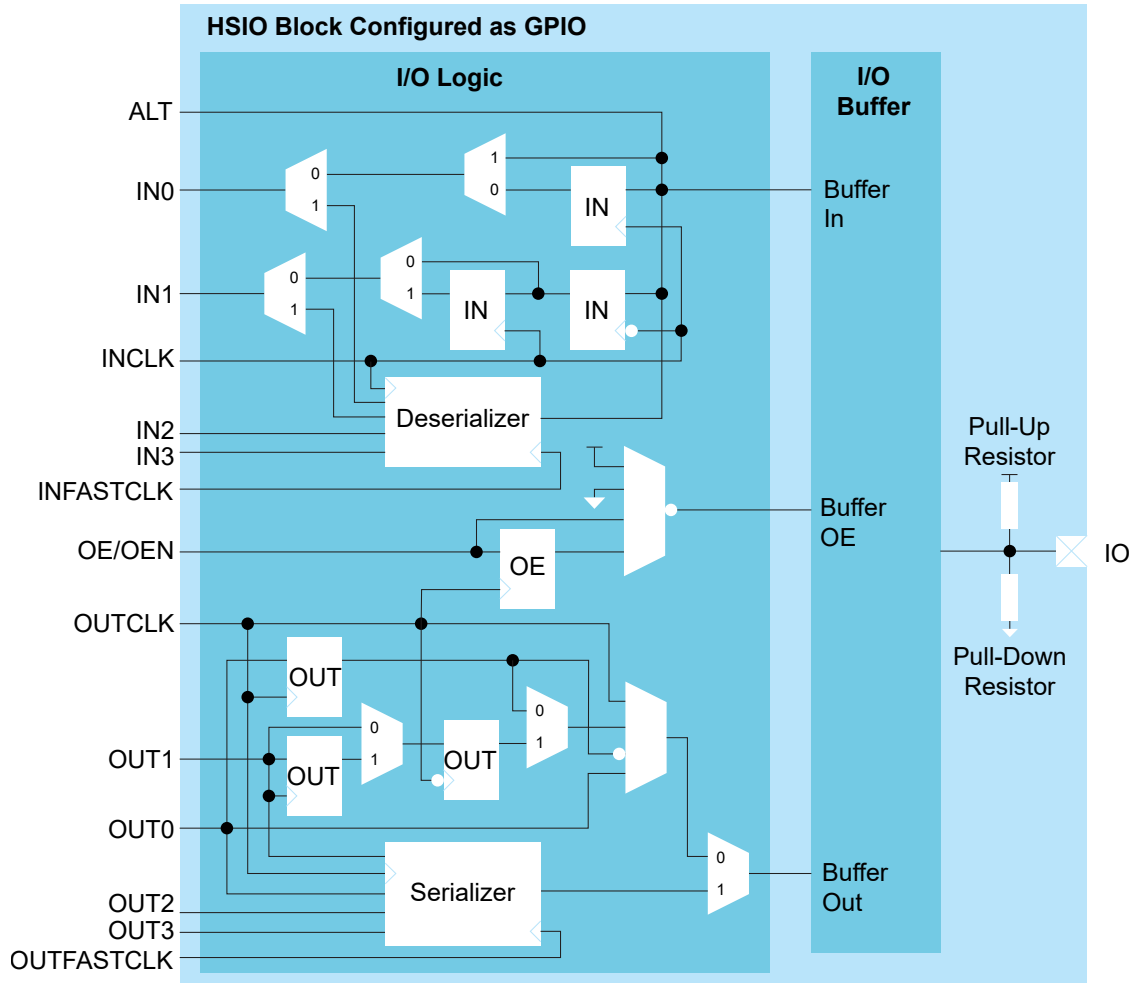 HSIO Block Configured as GPIO
I/O Logic
I/O
Buffer
ALT
1
0
0
1
IN0
IN
Buffer
In
0
0
1
1
IN1
IN
IN
INCLK
Deserializer
IN2
IN3
INFASTCLK
Pull-Up
Resistor
Buffer
OE
OE/OEN
OE
IO
OUTCLK
OUT
Pull-Down
Resistor
0
1
0
1
OUT1
OUT
OUT
OUT0
0
1
Serializer
Buffer
Out
OUT2
OUT3
OUTFASTCLK